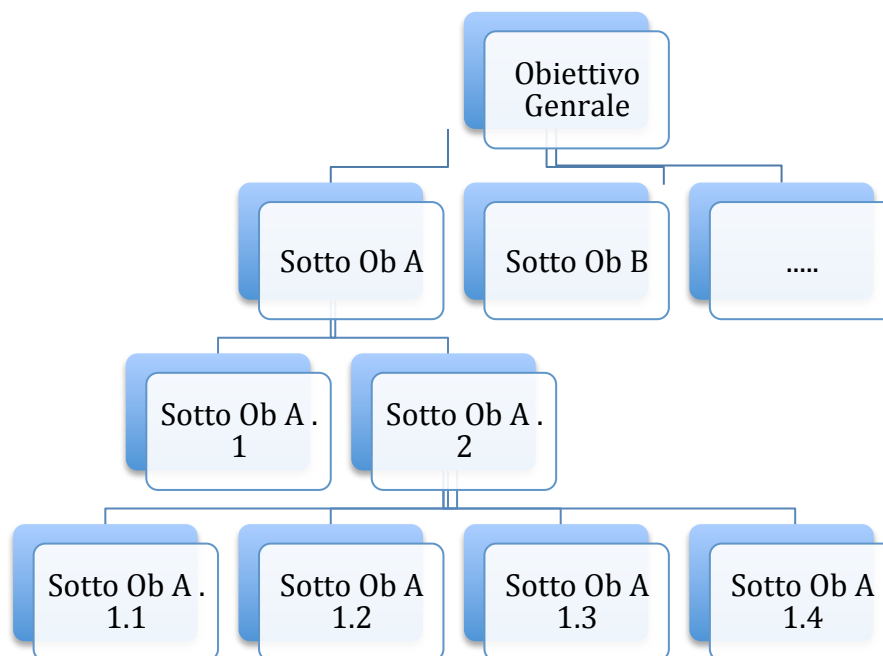 Obiettivo
Genrale
Sotto Ob A
Sotto Ob B
.....
Sotto Ob A .
1
Sotto Ob A .
2
Sotto Ob A .
1.1
Sotto Ob A
1.2
Sotto Ob A
1.3
Sotto Ob A
1.4